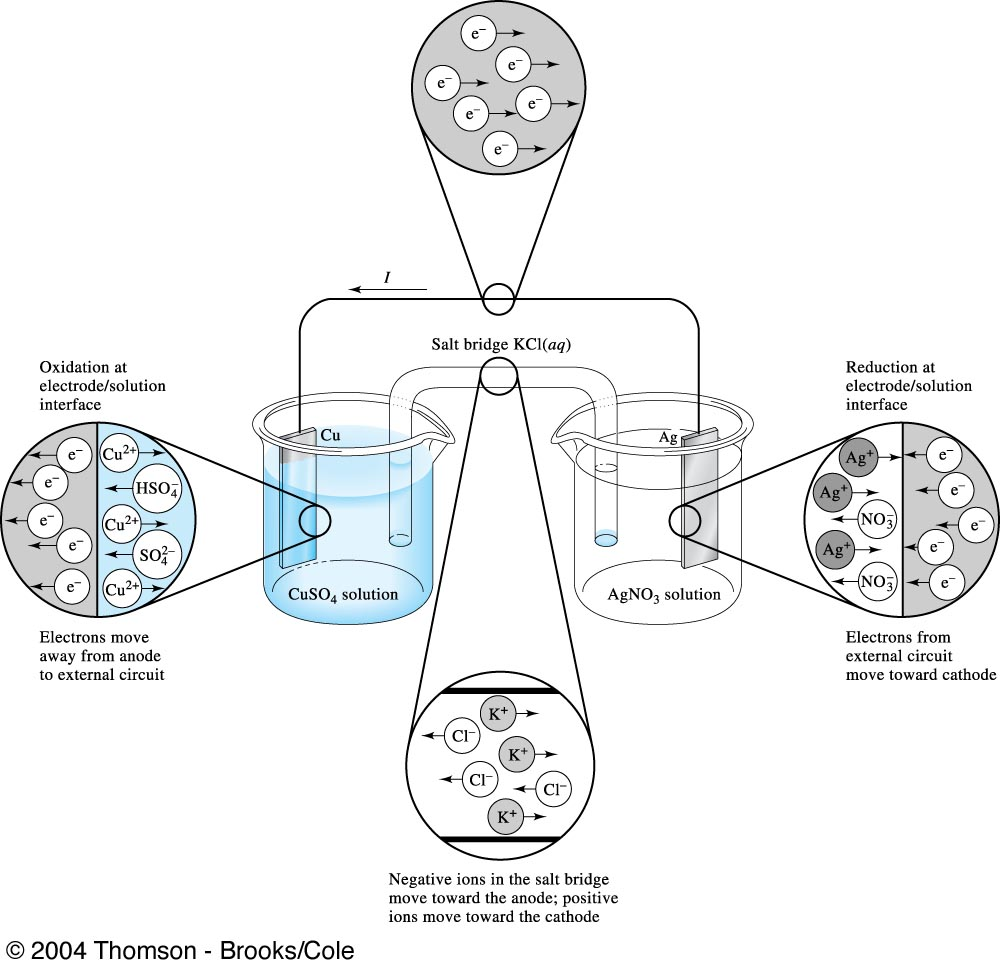 e⁻
e⁻
e⁻
e⁻
e⁻
e⁻
I
Salt bridge KCl(aq)
Oxidation at
electrode/solution
interface
Reduction at
electrode/solution
interface
Cu
Ag
e⁻
e⁻
e⁻
e⁻
e⁻
Cu²⁺
HSO₄⁻
Cu²⁺
SO₄²⁻
Cu²⁺
Ag⁺
Ag⁺
NO₃⁻
Ag⁺
NO₃⁻
e⁻
e⁻
e⁻
e⁻
e⁻
CuSO₄ solution
AgNO₃ solution
Electrons move
away from anode
to external circuit
Electrons from
external circuit
move toward cathode
K⁺
Cl⁻
K⁺
Cl⁻
Cl⁻
K⁺
Negative ions in the salt bridge
move toward the anode; positive
ions move toward the cathode
© 2004 Thomson - Brooks/Cole